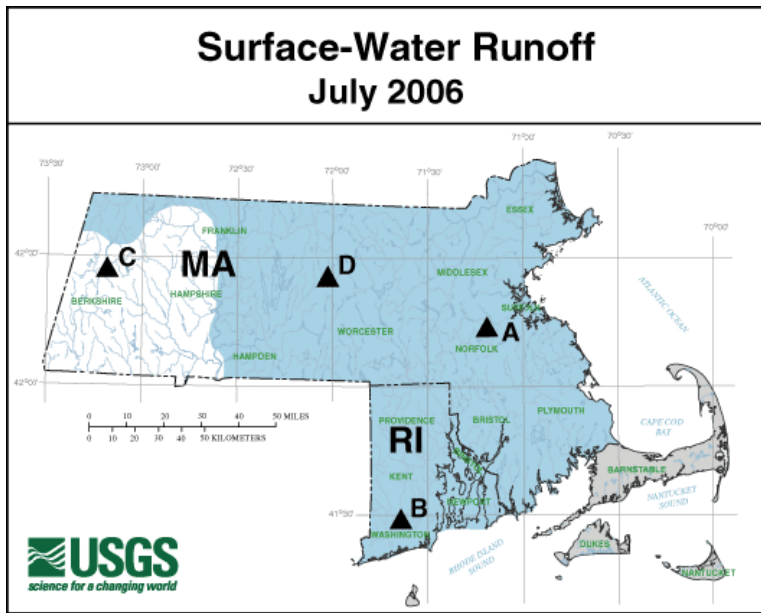 Surface-Water Runoff
July 2006
73°30'
73°00'
72°30'
72°00'
71°30'
71°00'
70°30'
70°00'
ESSEX
FRANKLIN
42°30'
C
MA
D
MIDDLESEX
ATLANTIC OCEAN
BERKSHIRE
HAMPSHIRE
A
WORCESTER
NORFOLK
HAMPDEN
42°00'
0 10 20 30 40 50 MILES
0 10 20 30 40 50 KILOMETERS
PROVIDENCE
BRISTOL
PLYMOUTH
CAPE COD
BAY
RI
KENT
BARNSTABLE
NEWPORT
NANTUCKET
SOUND
B
41°30'
WASHINGTON
DUKES
RHODE ISLAND
SOUND
NANTUCKET
USGS
science for a changing world